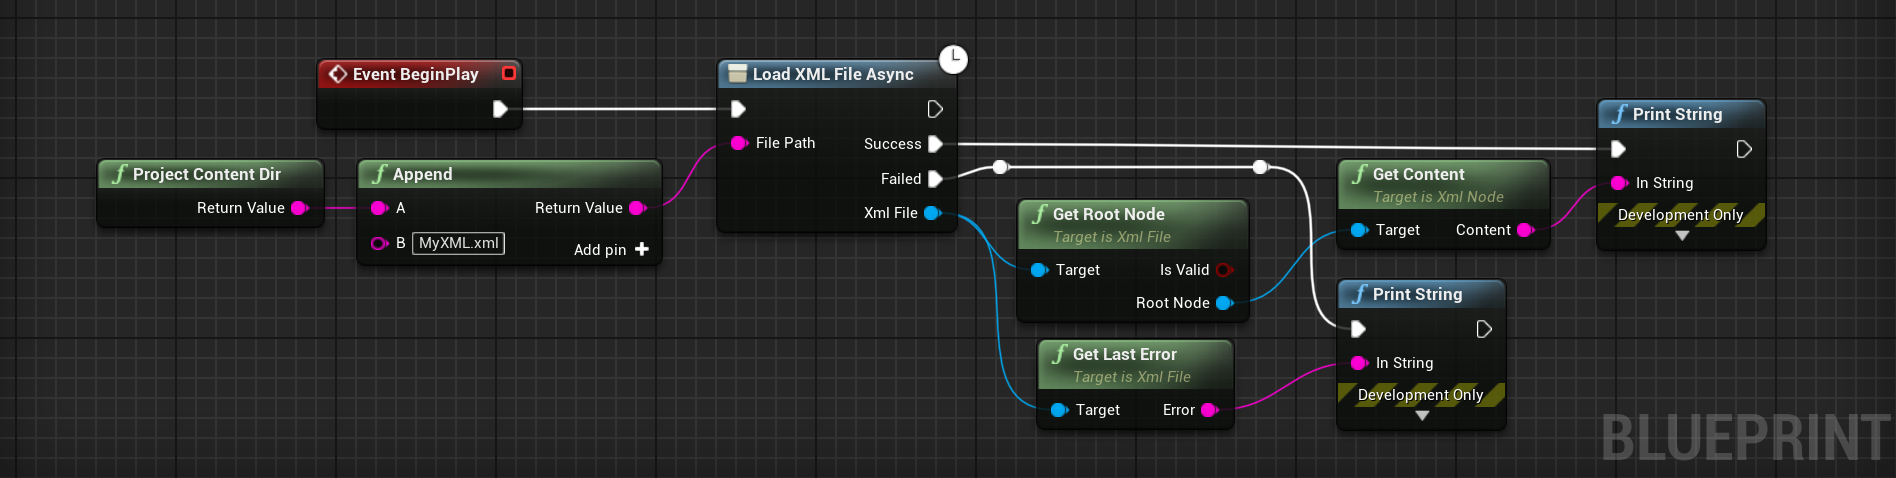 Event BeginPlay
Project Content Dir
Return Value
Append
A
Return Value
B
MyXML.xml
Add pin
Load XML File Async
File Path
Success
Failed
Xml File
Get Root Node
Target is Xml File
Target
Is Valid
Root Node
Get Last Error
Target is Xml File
Target
Error
Get Content
Target is Xml Node
Target
Content
Print String
In String
Development Only
Print String
In String
Development Only
BLUEPRINT